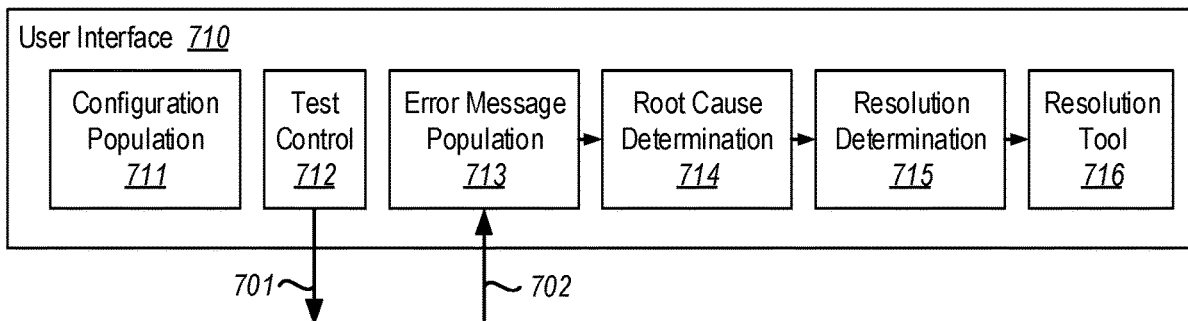 User Interface 710
Configuration
Population
711
Test
Control
712
Error Message
Population
713
Root Cause
Determination
714
Resolution
Determination
715
Resolution
Tool
716
701
702